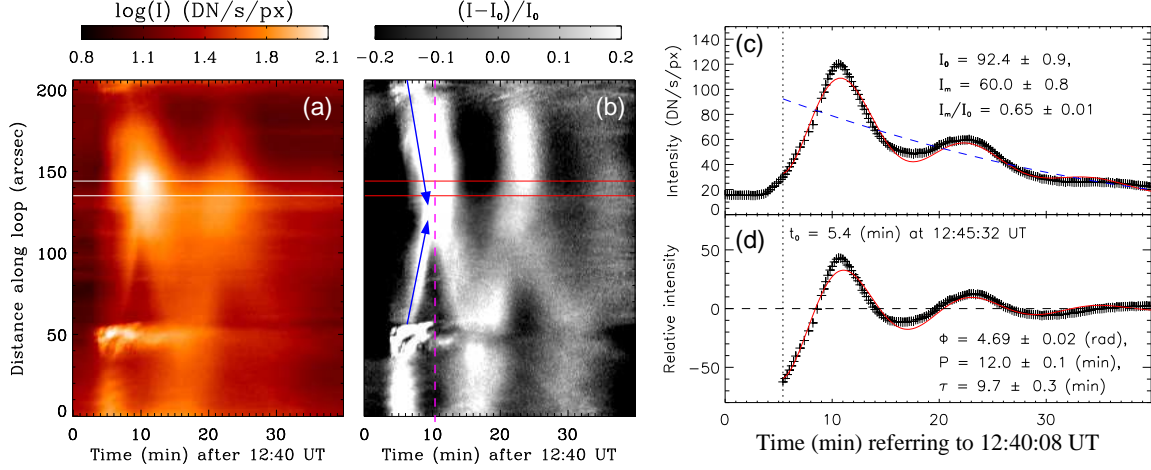 log(I) (DN/s/px)
0.8 1.1 1.4 1.8 2.1
(a)
200
150
100
50
0
Distance along loop (arcsec)
0 10 20 30
Time (min) after 12:40 UT
(I−I₀)/I₀
−0.2 −0.1 0.0 0.1 0.2
(b)
0 10 20 30
Time (min) after 12:40 UT
(c)
I₀ = 92.4 ± 0.9,
Iₘ = 60.0 ± 0.8
Iₘ/I₀ = 0.65 ± 0.01
120
100
80
60
40
20
0
Intensity (DN/s/px)
(d)
t₀ = 5.4 (min) at 12:45:32 UT
50
0
−50
Relative intensity
Φ = 4.69 ± 0.02 (rad),
P = 12.0 ± 0.1 (min),
τ = 9.7 ± 0.3 (min)
0 10 20 30
Time (min) referring to 12:40:08 UT